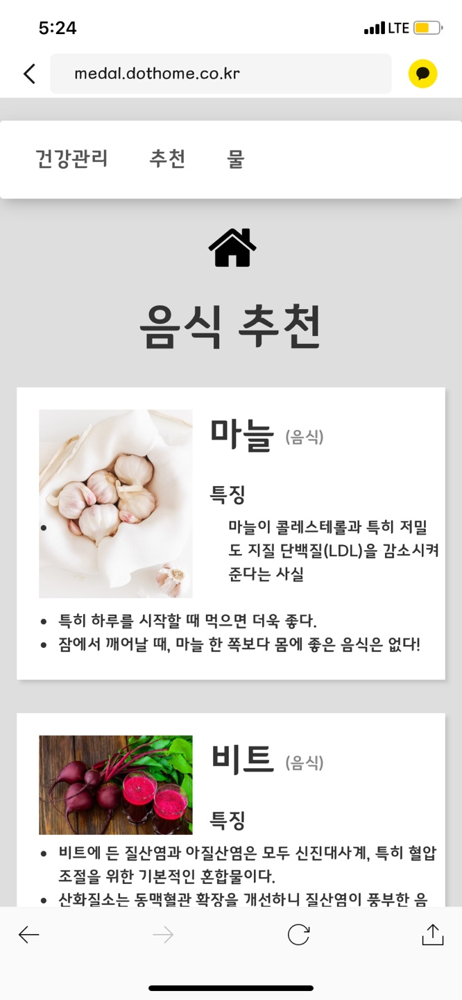 5:24 LTE
medal.dothome.co.kr
건강관리 추천 물
음식 추천
마늘 (음식)
특징
• 마늘이 콜레스테롤과 특히 저밀
도 지질 단백질(LDL)을 감소시켜
준다는 사실
• 특히 하루를 시작할 때 먹으면 더욱 좋다.
• 잠에서 깨어날 때, 마늘 한 쪽보다 몸에 좋은 음식은 없다!
비트 (음식)
특징
• 비트에 든 질산염과 아질산염은 모두 신진대사계, 특히 혈압
조절을 위한 기본적인 혼합물이다.
• 산화질소는 동맥혈관 확장을 개선하니 질산염이 풍부한 음